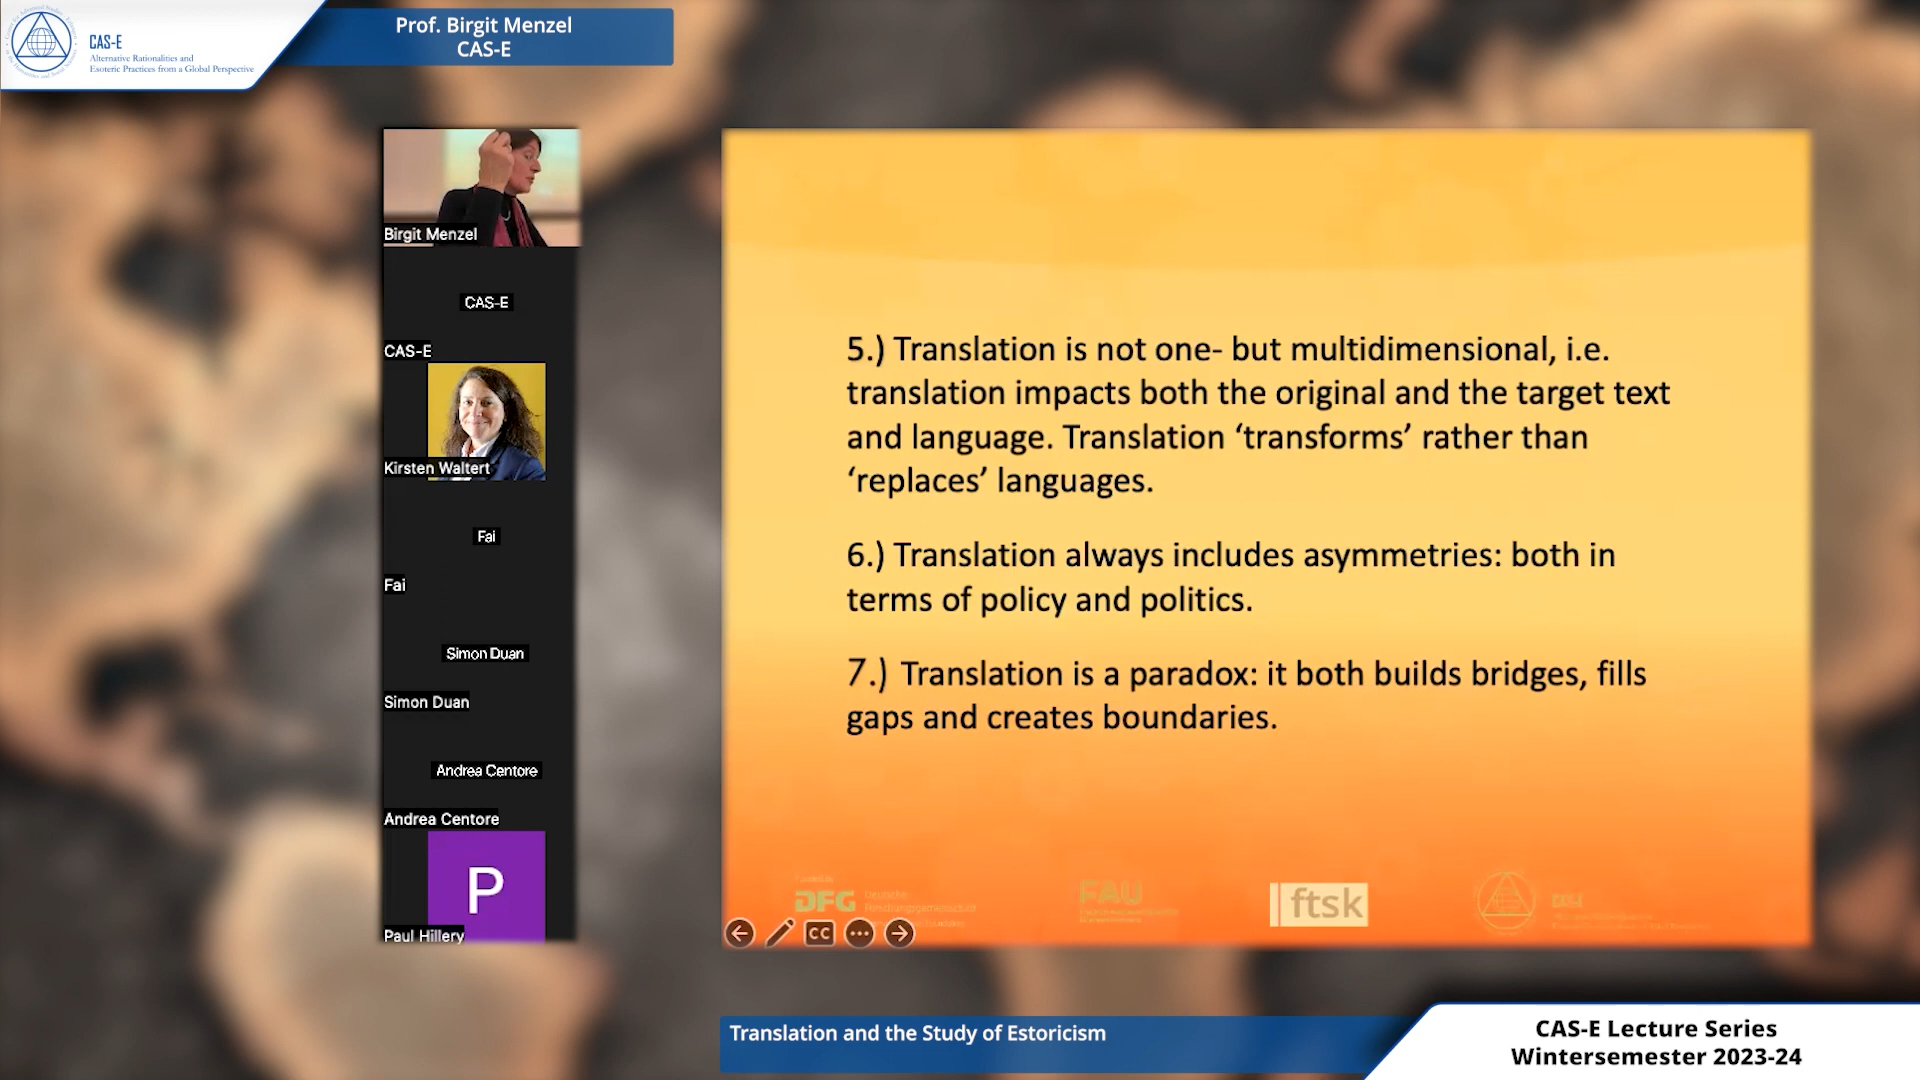 CAS-E
Alternative Rationalities and
Esoteric Practices from a Global Perspective
Prof. Birgit Menzel
CAS-E
Birgit Menzel
CAS-E
CAS-E
Kirsten Waltert
Fai
Fai
Simon Duan
Simon Duan
Andrea Centore
Andrea Centore
P
Paul Hillery
5.) Translation is not one- but multidimensional, i.e.
translation impacts both the original and the target text
and language. Translation ‘transforms’ rather than
‘replaces’ languages.
6.) Translation always includes asymmetries: both in
terms of policy and politics.
7.) Translation is a paradox: it both builds bridges, fills
gaps and creates boundaries.
DFG Deutsche
Forschungsgemeinschaft
FAU
ftsk
CAS-E
CC
Translation and the Study of Estoricism
CAS-E Lecture Series
Wintersemester 2023-24